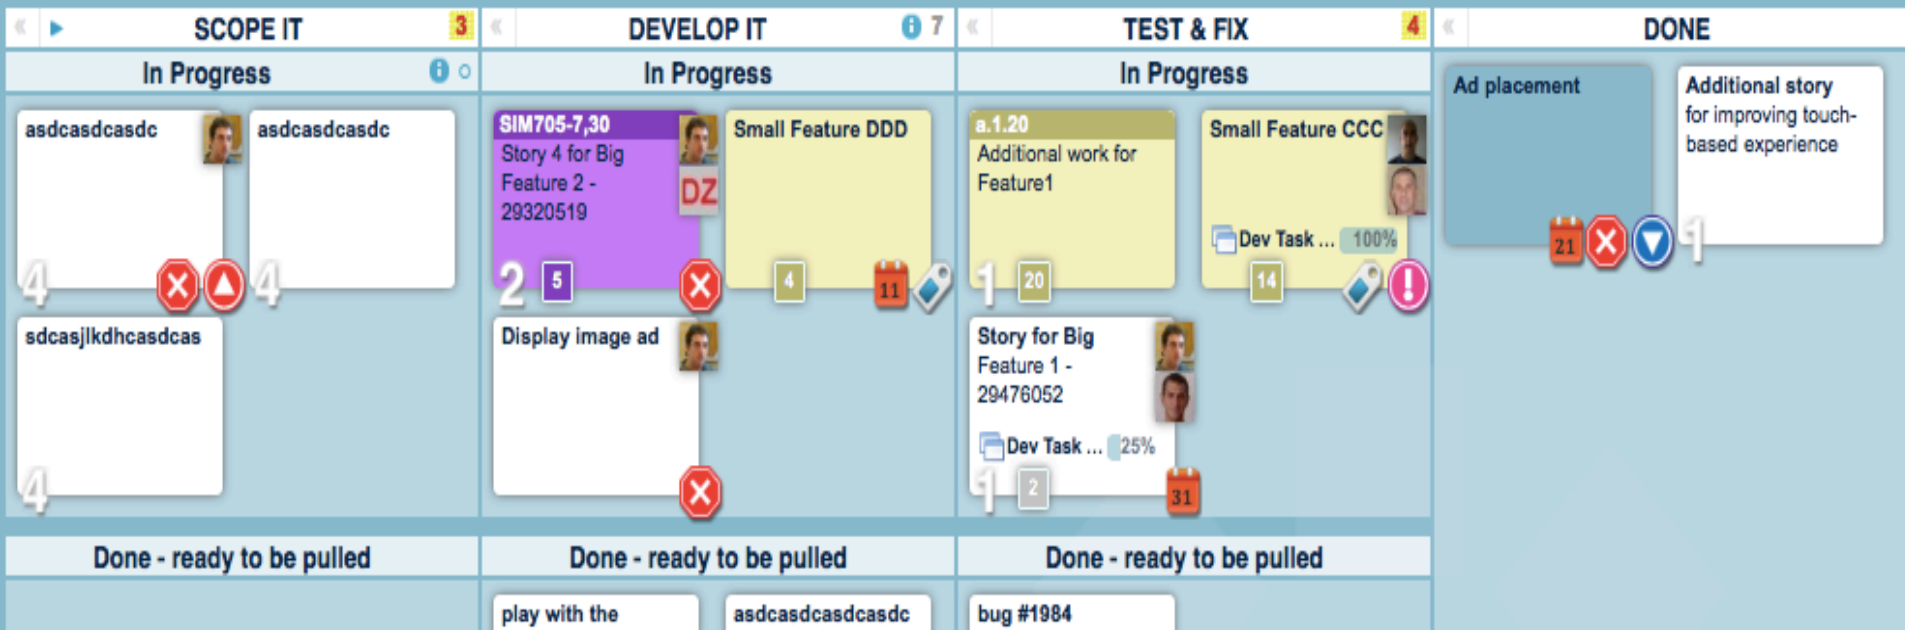 SCOPE IT
3
In Progress
asdcasdcasdc
4
asdcasdcasdc
4
sdcasjlkdhcasdcas
4
Done - ready to be pulled
DEVELOP IT
7
In Progress
SIM705-7,30
Story 4 for Big
Feature 2 -
29320519
DZ
2
5
Small Feature DDD
4
11
Display image ad
Done - ready to be pulled
play with the
asdcasdcasdcasdc
TEST & FIX
4
In Progress
a.1.20
Additional work for
Feature1
1
20
Small Feature CCC
Dev Task ... 100%
14
Story for Big
Feature 1 -
29476052
Dev Task ... 25%
1
2
31
Done - ready to be pulled
bug #1984
DONE
Ad placement
21
Additional story
for improving touch-
based experience
1